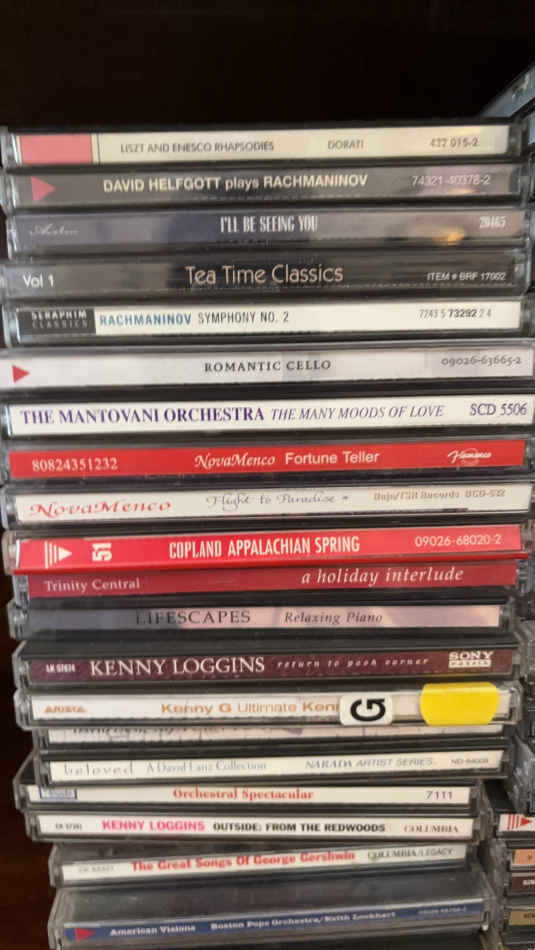 LISZT AND ENESCO RHAPSODIES DORATI 432 015-2
DAVID HELFGOTT plays RACHMANINOV 74321-40378-2
I'LL BE SEEING YOU 20465
Vol 1 Tea Time Classics ITEM # BRF 17002
SERAPHIM CLASSICS RACHMANINOV SYMPHONY NO. 2 7243 5 73292 2 4
ROMANTIC CELLO 09026-63665-2
THE MANTOVANI ORCHESTRA THE MANY MOODS OF LOVE SCD 5506
80824351232 NovaMenco Fortune Teller Flamenco
NovaMenco Flight to Paradise
51 COPLAND APPALACHIAN SPRING 09026-68020-2
Trinity Central a holiday interlude
LIFESCAPES Relaxing Piano
LK 57674 KENNY LOGGINS return to pooh corner SONY WONDER
ARISTA Kenny G Ultimate Ken G
beloved A David Lanz Collection NARADA ARTIST SERIES.
Orchestral Spectacular 7111
KENNY LOGGINS OUTSIDE: FROM THE REDWOODS COLUMBIA
The Great Songs Of George Gershwin COLUMBIA/LEGACY
American Visions Boston Pops Orchestra/Keith Lockhart